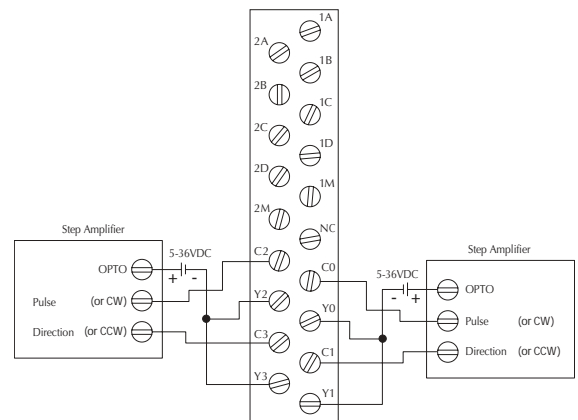 1A
2A
1B
2B
1C
2C
1D
2D
1M
2M
NC
Step Amplifier
OPTO
5-36VDC
+ -
Pulse (or CW)
Direction (or CCW)
C2
C0
Y2
Y0
C3
C1
Y3
Y1
Step Amplifier
5-36VDC
- +
OPTO
Pulse (or CW)
Direction (or CCW)